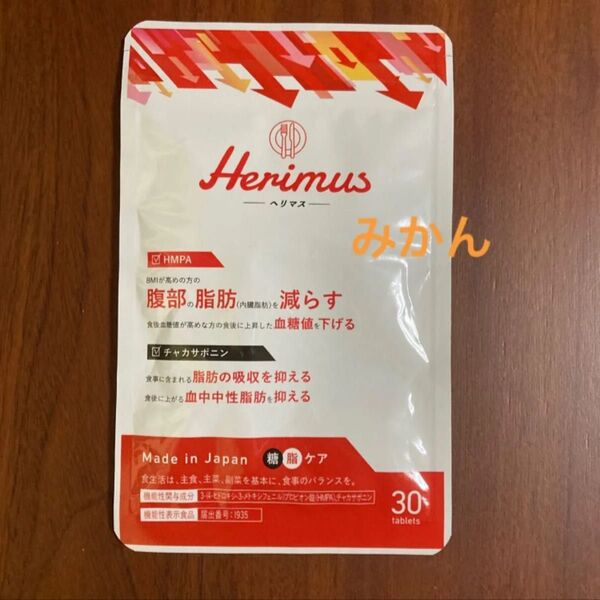 Herimus
ヘリマス
みかん
HMPA
BMIが高めの方の
腹部の脂肪(内臓脂肪)を減らす
食後血糖値が高めな方の食後に上昇した血糖値を下げる
チャカサポニン
食事に含まれる脂肪の吸収を抑える
食後に上がる血中中性脂肪を抑える
Made in Japan 糖 脂 ケア
食生活は、主食、主菜、副菜を基本に、食事のバランスを。
機能性関与成分 3-(4-ヒドロキシ-3-メトキシフェニル)プロピオン酸(HMPA)、チャカサポニン
機能性表示食品 届出番号:I935
30
tablets